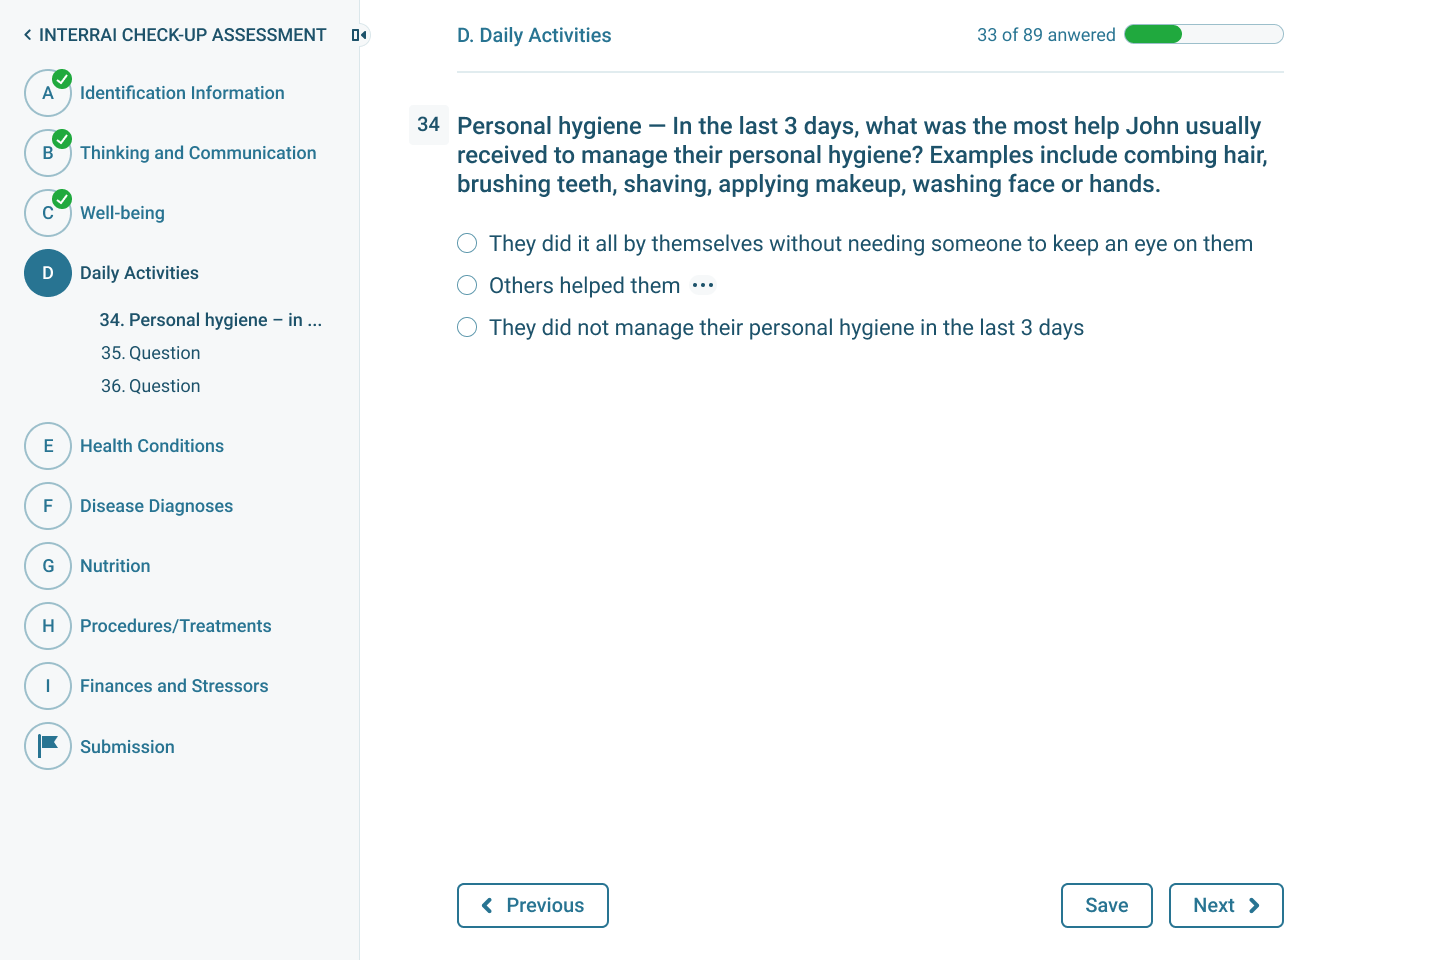 INTERRAI CHECK-UP ASSESSMENT
A Identification Information
B Thinking and Communication
C Well-being
D Daily Activities
34. Personal hygiene – in ...
35. Question
36. Question
E Health Conditions
F Disease Diagnoses
G Nutrition
H Procedures/Treatments
I Finances and Stressors
Submission
D. Daily Activities
33 of 89 anwered
34 Personal hygiene — In the last 3 days, what was the most help John usually
received to manage their personal hygiene? Examples include combing hair,
brushing teeth, shaving, applying makeup, washing face or hands.
They did it all by themselves without needing someone to keep an eye on them
Others helped them •••
They did not manage their personal hygiene in the last 3 days
Previous
Save
Next